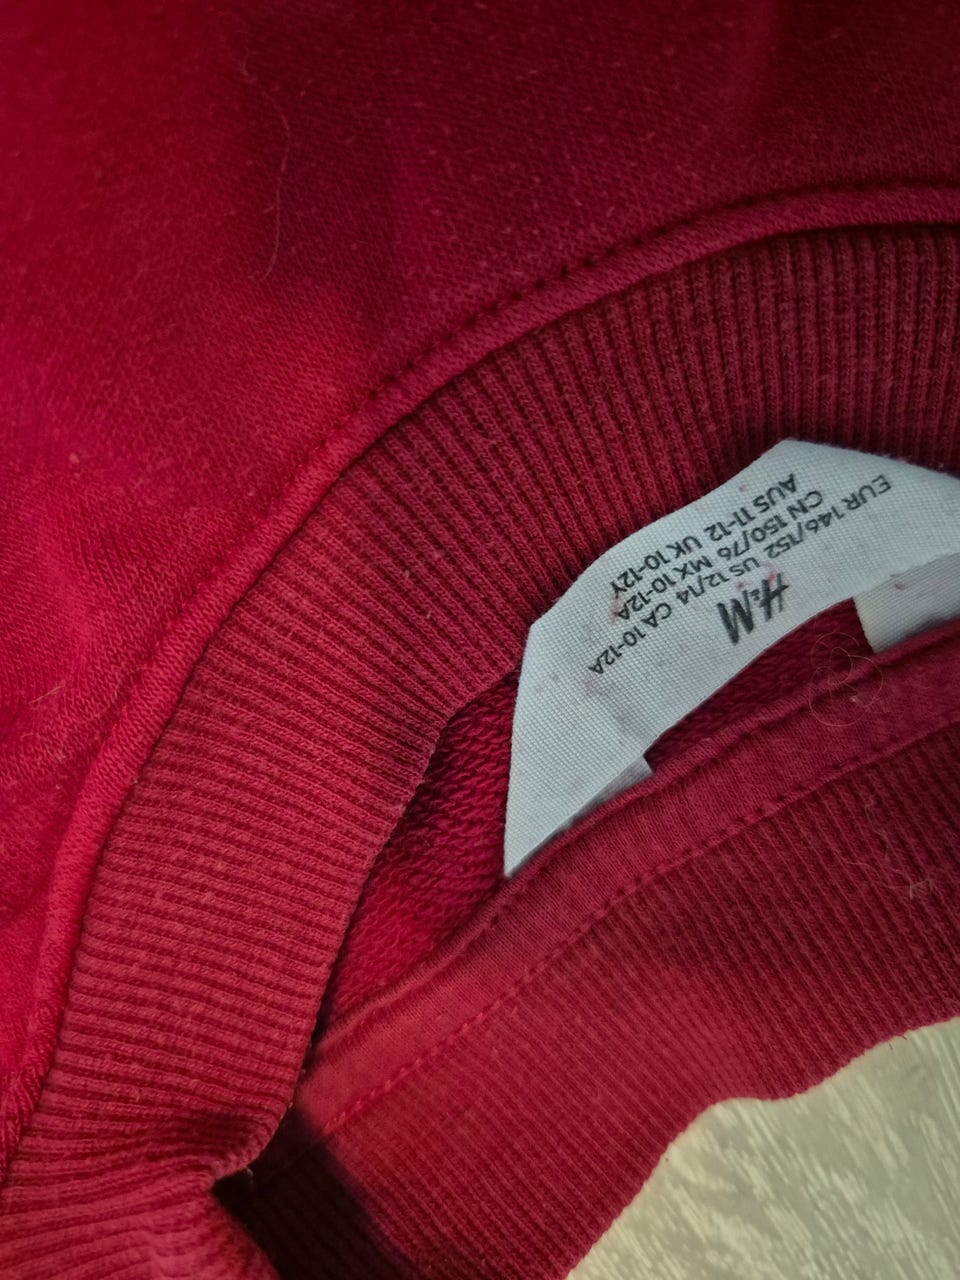 H&M
EUR 146/152 US 12/14 CA 10-12A
CN 150/76 MX 10-12A
AUS 11-12 UK 10-12Y